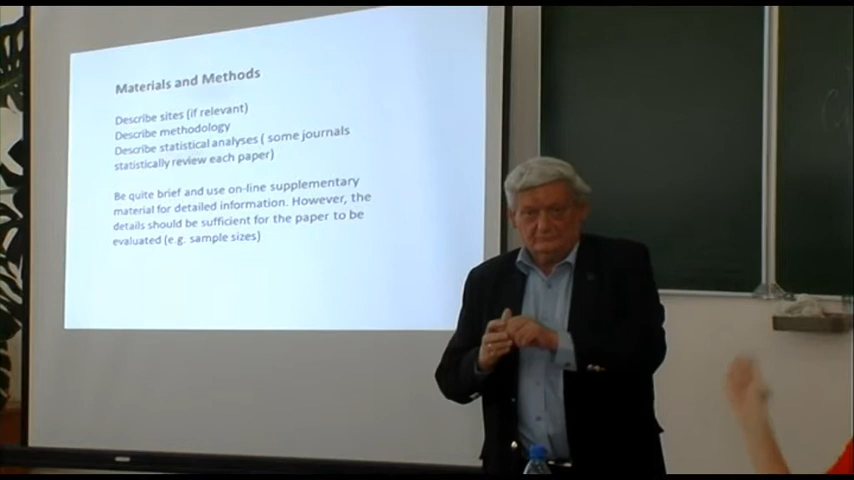 Materials and Methods
Describe sites (if relevant)
Describe methodology
Describe statistical analyses ( some journals
statistically review each paper)
Be quite brief and use on-line supplementary
material for detailed information. However, the
details should be sufficient for the paper to be
evaluated (e.g. sample sizes)